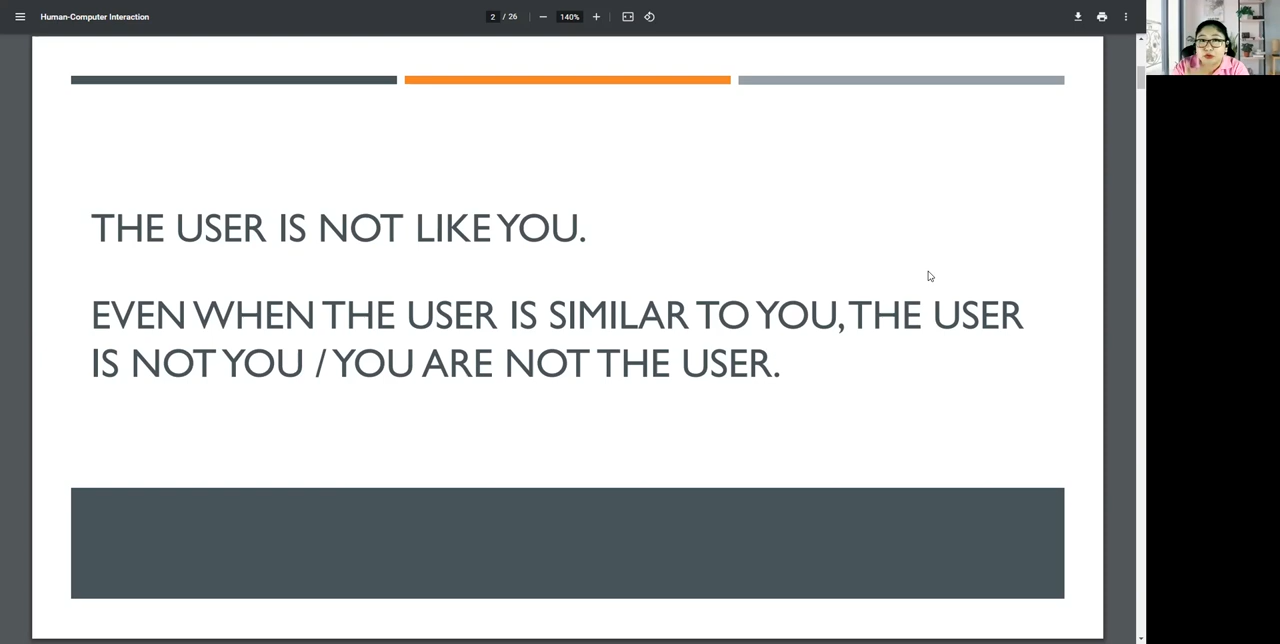 Human-Computer Interaction
2 / 26
140%
THE USER IS NOT LIKE YOU.
EVEN WHEN THE USER IS SIMILAR TO YOU, THE USER
IS NOT YOU / YOU ARE NOT THE USER.